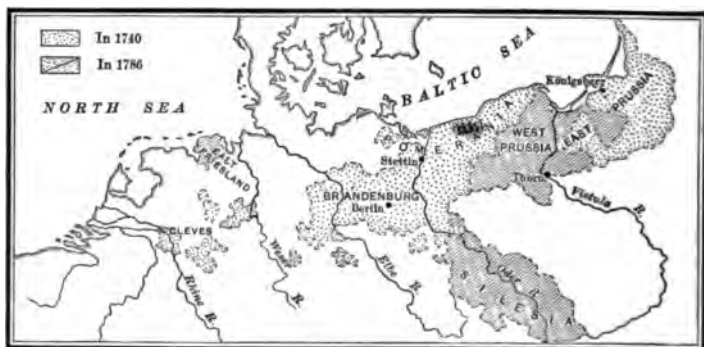 In 1740
In 1786
NORTH SEA
BALTIC SEA
Königsberg
EAST PRUSSIA
WEST PRUSSIA
POMERANIA
Stettin
Thorn
Vistula R.
EAST FRIESLAND
BRANDENBURG
Berlin
CLEVES
Rhine R.
Weser R.
Elbe R.
Oder R.
SILESIA